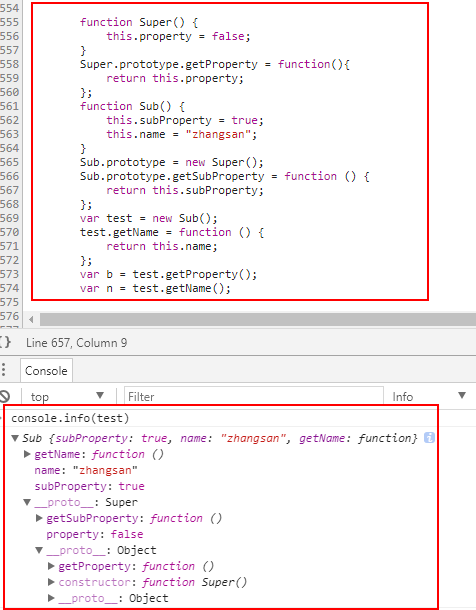 554
555 function Super() {
556 this.property = false;
557 }
558 Super.prototype.getProperty = function(){
559 return this.property;
560 };
561 function Sub() {
562 this.subProperty = true;
563 this.name = "zhangsan";
564 }
565 Sub.prototype = new Super();
566 Sub.prototype.getSubProperty = function () {
567 return this.subProperty;
568 };
569 var test = new Sub();
570 test.getName = function () {
571 return this.name;
572 };
573 var b = test.getProperty();
574 var n = test.getName();
575
576
{} Line 657, Column 9
Console
top Filter Info
console.info(test)
Sub {subProperty: true, name: "zhangsan", getName: function} i
getName: function ()
name: "zhangsan"
subProperty: true
__proto__: Super
getSubProperty: function ()
property: false
__proto__: Object
getProperty: function ()
constructor: function Super()
__proto__: Object